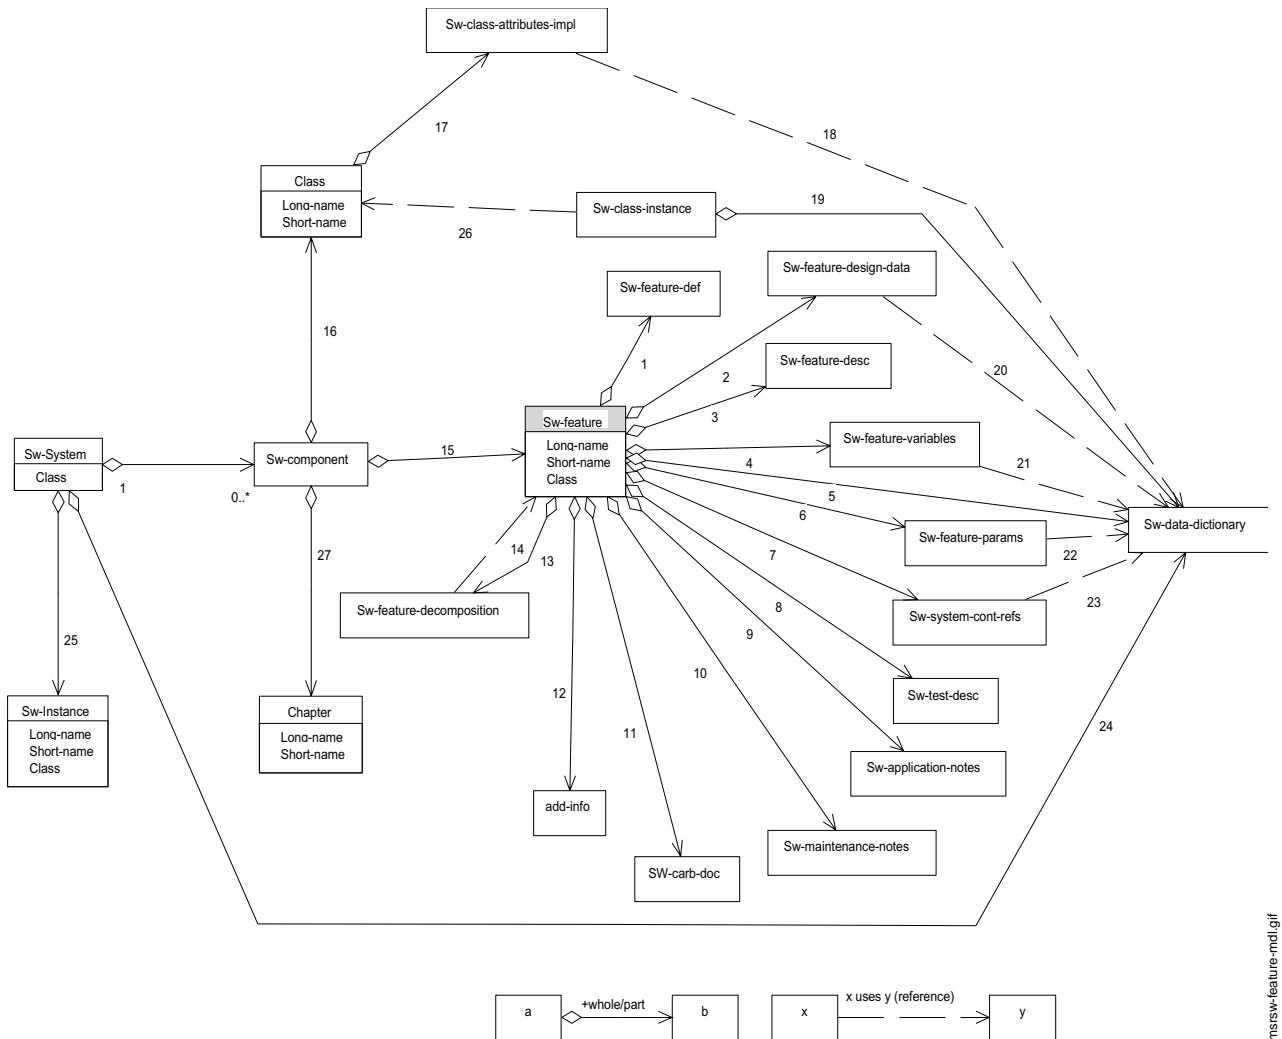 Sw-class-attributes-impl
17
18
Class
Long-name
Short-name
Sw-class-instance
19
26
Sw-feature-design-data
Sw-feature-def
16
1
2
20
Sw-feature-desc
3
Sw-feature
Long-name
Short-name
Class
Sw-System
Class
1
0..*
Sw-component
15
Sw-feature-variables
4
21
5
6
Sw-data-dictionary
Sw-feature-params
22
27
14
13
7
Sw-feature-decomposition
8
Sw-system-cont-refs
23
9
25
10
Sw-test-desc
12
11
24
Sw-Instance
Long-name
Short-name
Class
Chapter
Long-name
Short-name
Sw-application-notes
add-info
Sw-maintenance-notes
SW-carb-doc
a
+whole/part
b
x
x uses y (reference)
y
msrsw-feature-mdl.gif